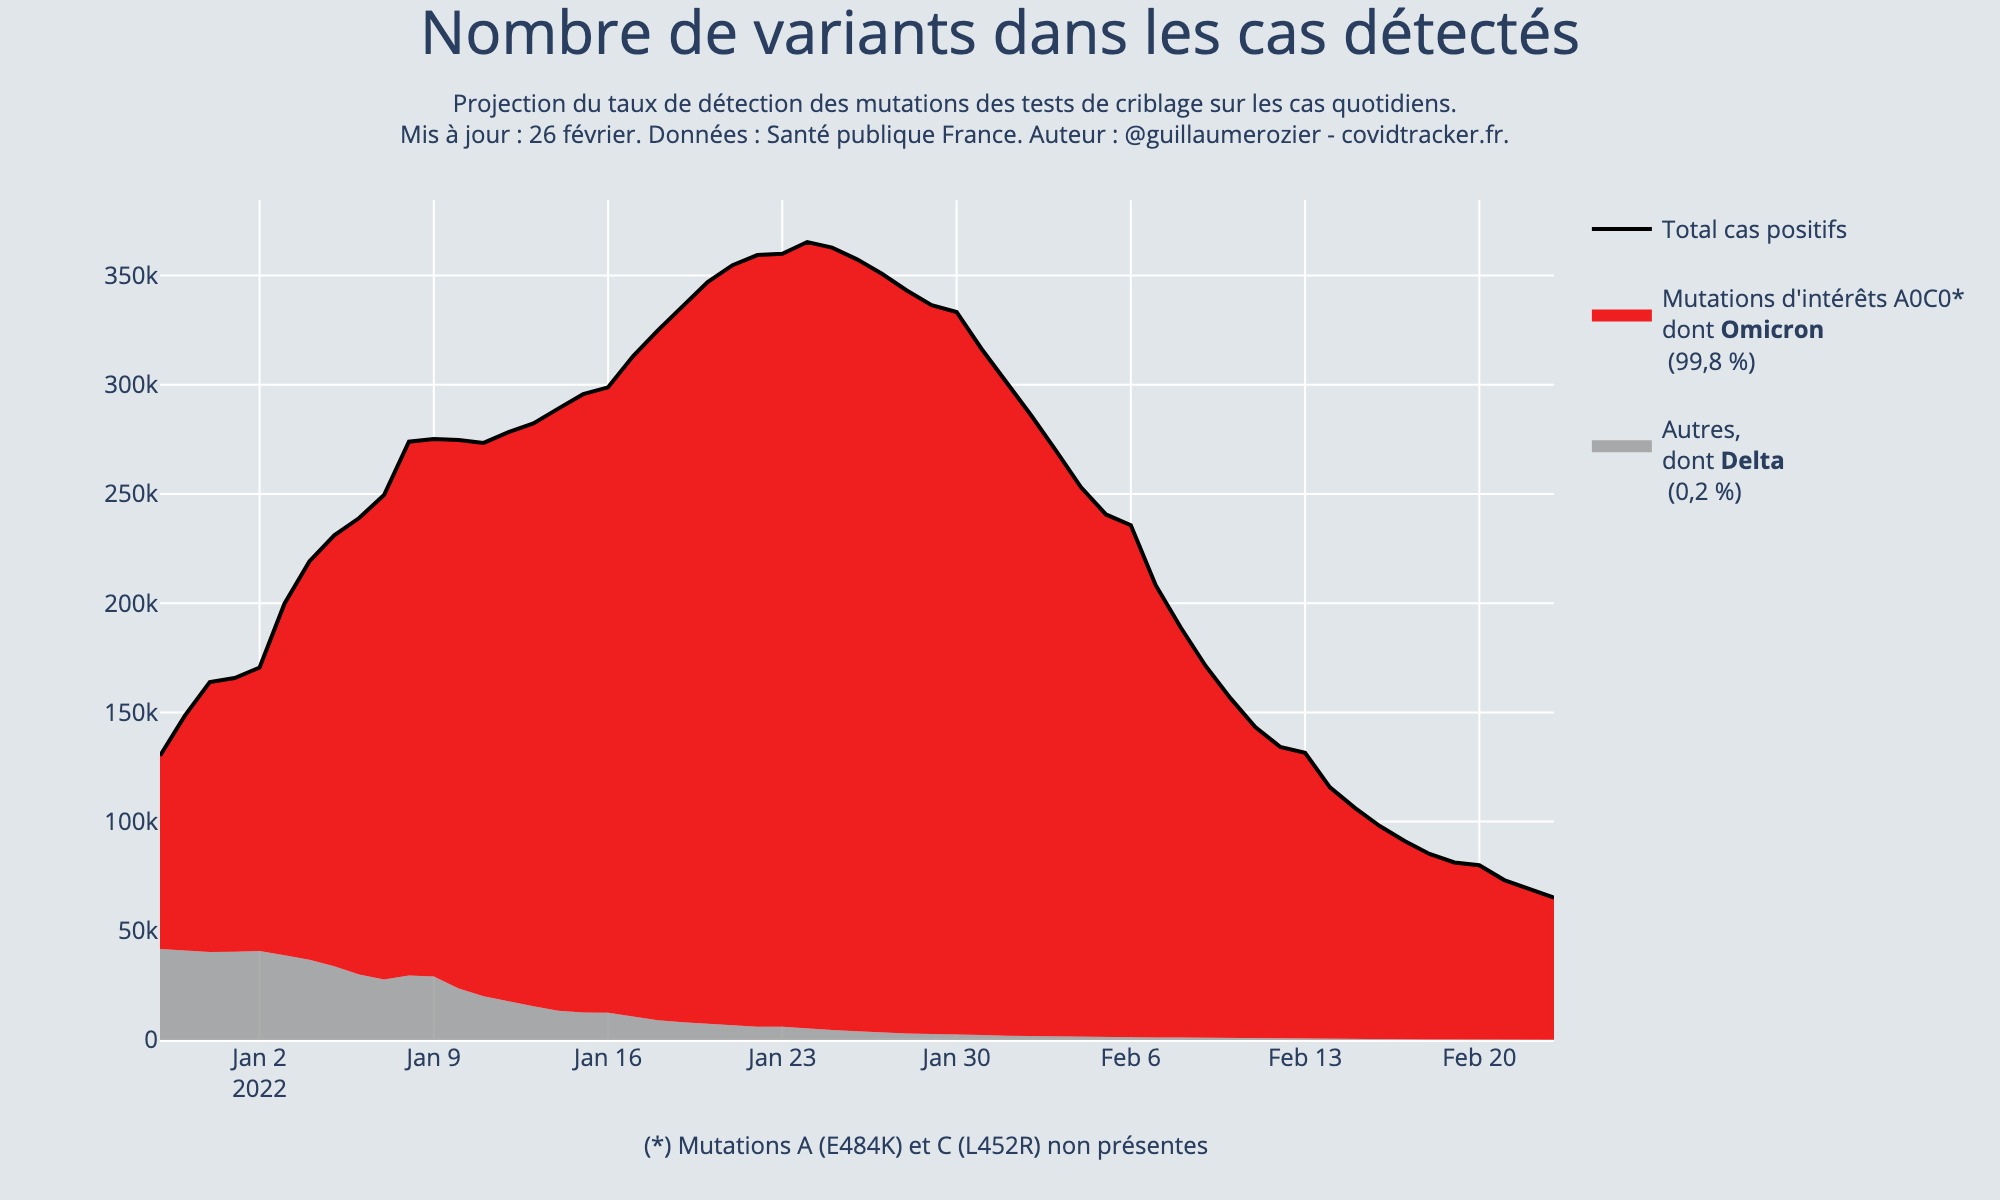 Nombre de variants dans les cas détectés
Projection du taux de détection des mutations des tests de criblage sur les cas quotidiens.
Mis à jour : 26 février. Données : Santé publique France. Auteur : @guillaumerozier - covidtracker.fr.
Total cas positifs
Mutations d'intérêts A0C0*
dont Omicron
(99,8 %)
Autres,
dont Delta
(0,2 %)
350k
300k
250k
200k
150k
100k
50k
0
Jan 2
2022
Jan 9
Jan 16
Jan 23
Jan 30
Feb 6
Feb 13
Feb 20
(*) Mutations A (E484K) et C (L452R) non présentes